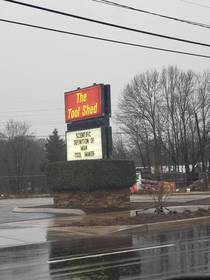 The
Tool Shed
SCIENTIFIC
DEFINITION OF
MAN
TOOL MAKER